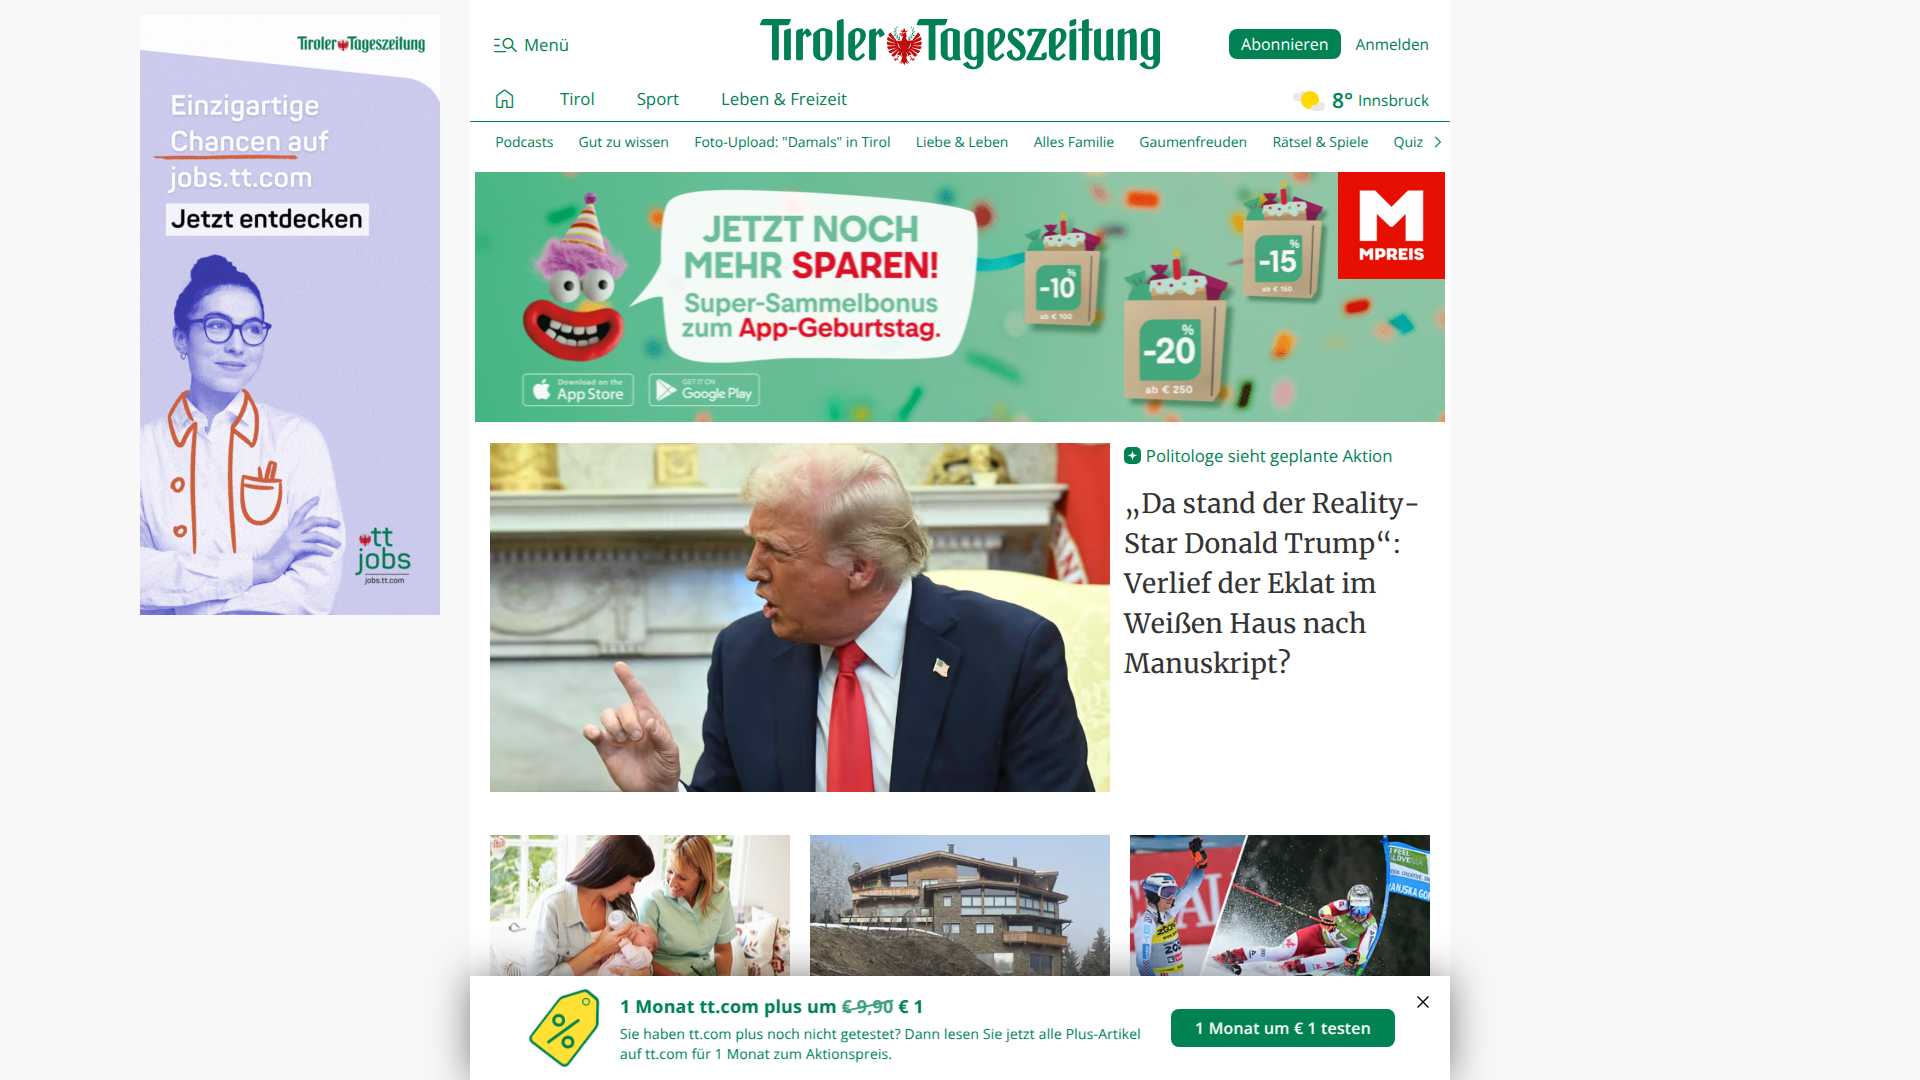 Tiroler Tageszeitung
Einzigartige
Chancen auf
jobs.tt.com
Jetzt entdecken
tt
jobs
jobs.tt.com
Menü
Tiroler Tageszeitung
Abonnieren
Anmelden
Tirol
Sport
Leben & Freizeit
8° Innsbruck
Podcasts
Gut zu wissen
Foto-Upload: "Damals" in Tirol
Liebe & Leben
Alles Familie
Gaumenfreuden
Rätsel & Spiele
Quiz
JETZT NOCH
MEHR SPAREN!
Super-Sammelbonus
zum App-Geburtstag.
Download on the
App Store
GET IT ON
Google Play
-10%
ab € 100
-20%
ab € 250
-15%
ab € 150
M
MPREIS
Politologe sieht geplante Aktion
„Da stand der Reality-
Star Donald Trump“:
Verlief der Eklat im
Weißen Haus nach
Manuskript?
1 Monat tt.com plus um € 9,90 € 1
Sie haben tt.com plus noch nicht getestet? Dann lesen Sie jetzt alle Plus-Artikel
auf tt.com für 1 Monat zum Aktionspreis.
1 Monat um € 1 testen